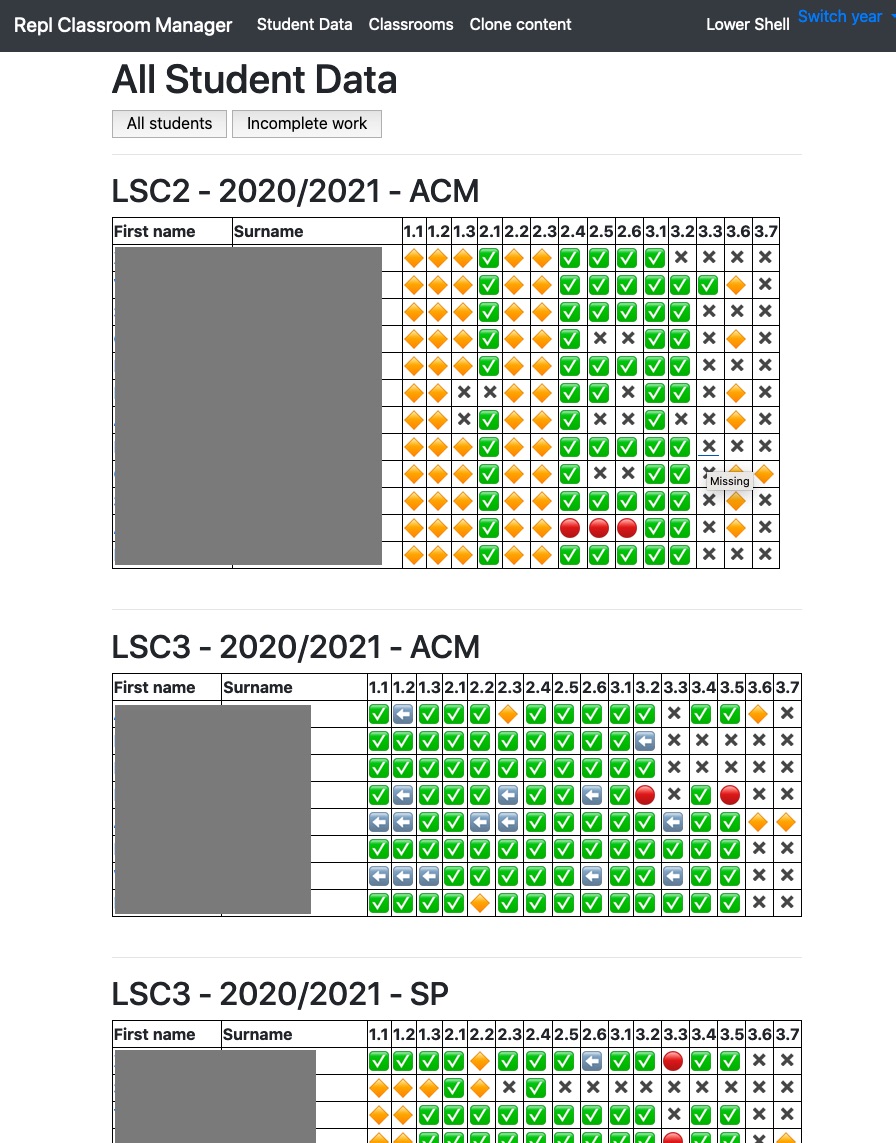 Repl Classroom Manager Student Data Classrooms Clone content Lower Shell Switch year
All Student Data
All students Incomplete work
LSC2 - 2020/2021 - ACM
First name Surname 1.1 1.2 1.3 2.1 2.2 2.3 2.4 2.5 2.6 3.1 3.2 3.3 3.6 3.7
Missing
LSC3 - 2020/2021 - ACM
First name Surname 1.1 1.2 1.3 2.1 2.2 2.3 2.4 2.5 2.6 3.1 3.2 3.3 3.4 3.5 3.6 3.7
LSC3 - 2020/2021 - SP
First name Surname 1.1 1.2 1.3 2.1 2.2 2.3 2.4 2.5 2.6 3.1 3.2 3.3 3.4 3.5 3.6 3.7